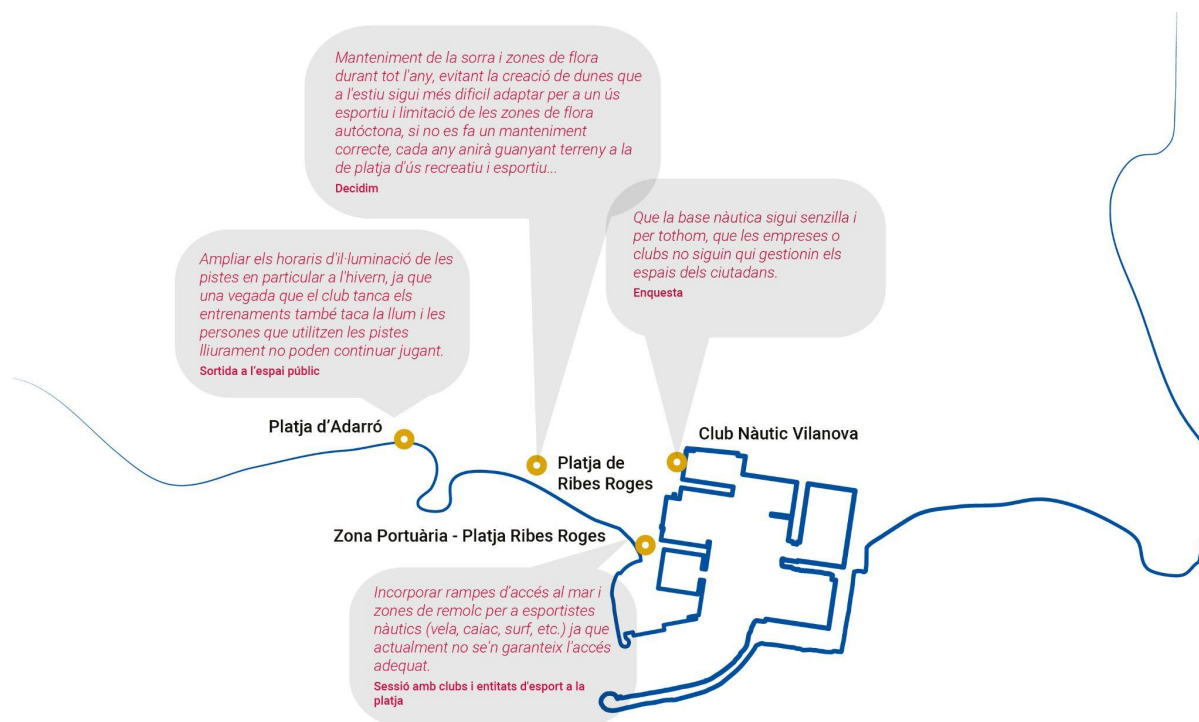 Manteniment de la sorra i zones de flora
durant tot l'any, evitant la creació de dunes que
a l'estiu sigui més dificil adaptar per a un ús
esportiu i limitació de les zones de flora
autóctona, si no es fa un manteniment
correcte, cada any anirà guanyant terreny a la
de platja d'ús recreatiu i esportiu...
Decidim
Que la base nàutica sigui senzilla i
per tothom, que les empreses o
clubs no siguin qui gestionin els
espais dels ciutadans.
Enquesta
Ampliar els horaris d'il·luminació de les
pistes en particular a l'hivern, ja que
una vegada que el club tanca els
entrenaments també taca la llum i les
persones que utilitzen les pistes
lliurament no poden continuar jugant.
Sortida a l'espai públic
Platja d'Adarró
Club Nàutic Vilanova
Platja de
Ribes Roges
Zona Portuària - Platja Ribes Roges
Incorporar rampes d'accés al mar i
zones de remolc per a esportistes
nàutics (vela, caiac, surf, etc.) ja que
actualment no se'n garanteix l'accés
adequat.
Sessió amb clubs i entitats d'esport a la
platja